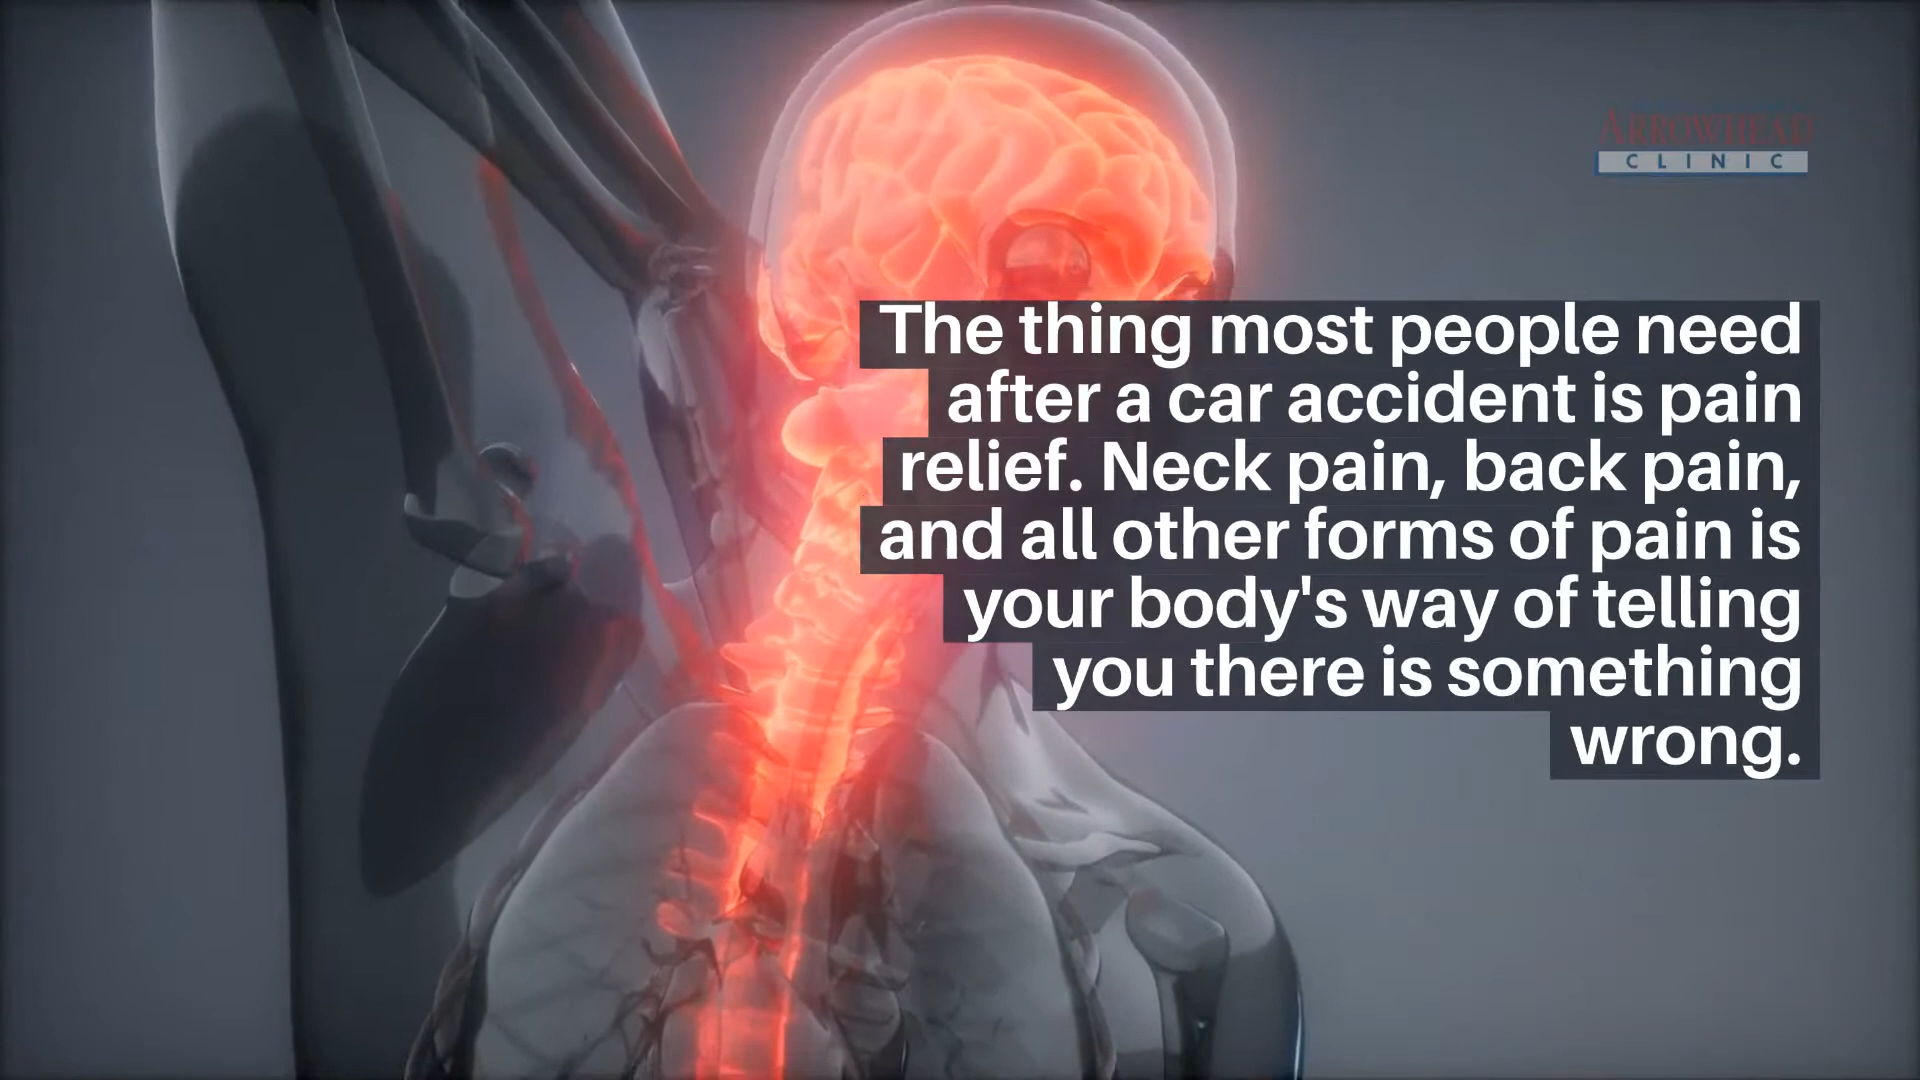 ARROWHEAD
CLINIC
The thing most people need
after a car accident is pain
relief. Neck pain, back pain,
and all other forms of pain is
your body's way of telling
you there is something
wrong.